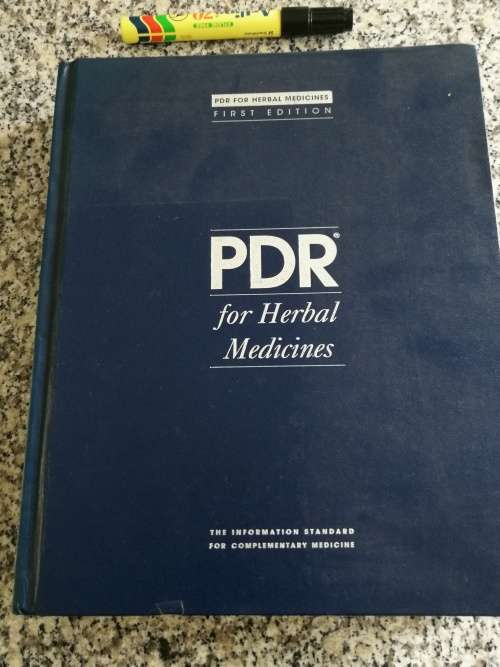 PDR FOR HERBAL MEDICINES
FIRST EDITION
PDR®
for Herbal
Medicines
THE INFORMATION STANDARD
FOR COMPLEMENTARY MEDICINE